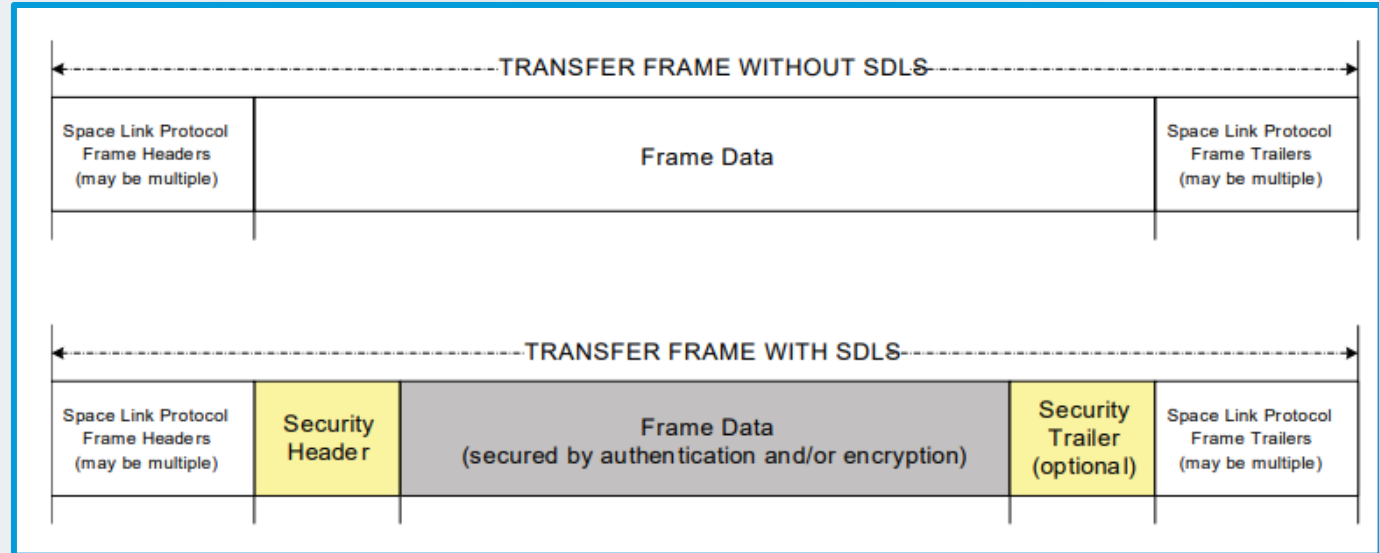 TRANSFER FRAME WITHOUT SDLS
Space Link Protocol
Frame Headers
(may be multiple)
Frame Data
Space Link Protocol
Frame Trailers
(may be multiple)
TRANSFER FRAME WITH SDLS
Space Link Protocol
Frame Headers
(may be multiple)
Security
Header
Frame Data
(secured by authentication and/or encryption)
Security
Trailer
(optional)
Space Link Protocol
Frame Trailers
(may be multiple)